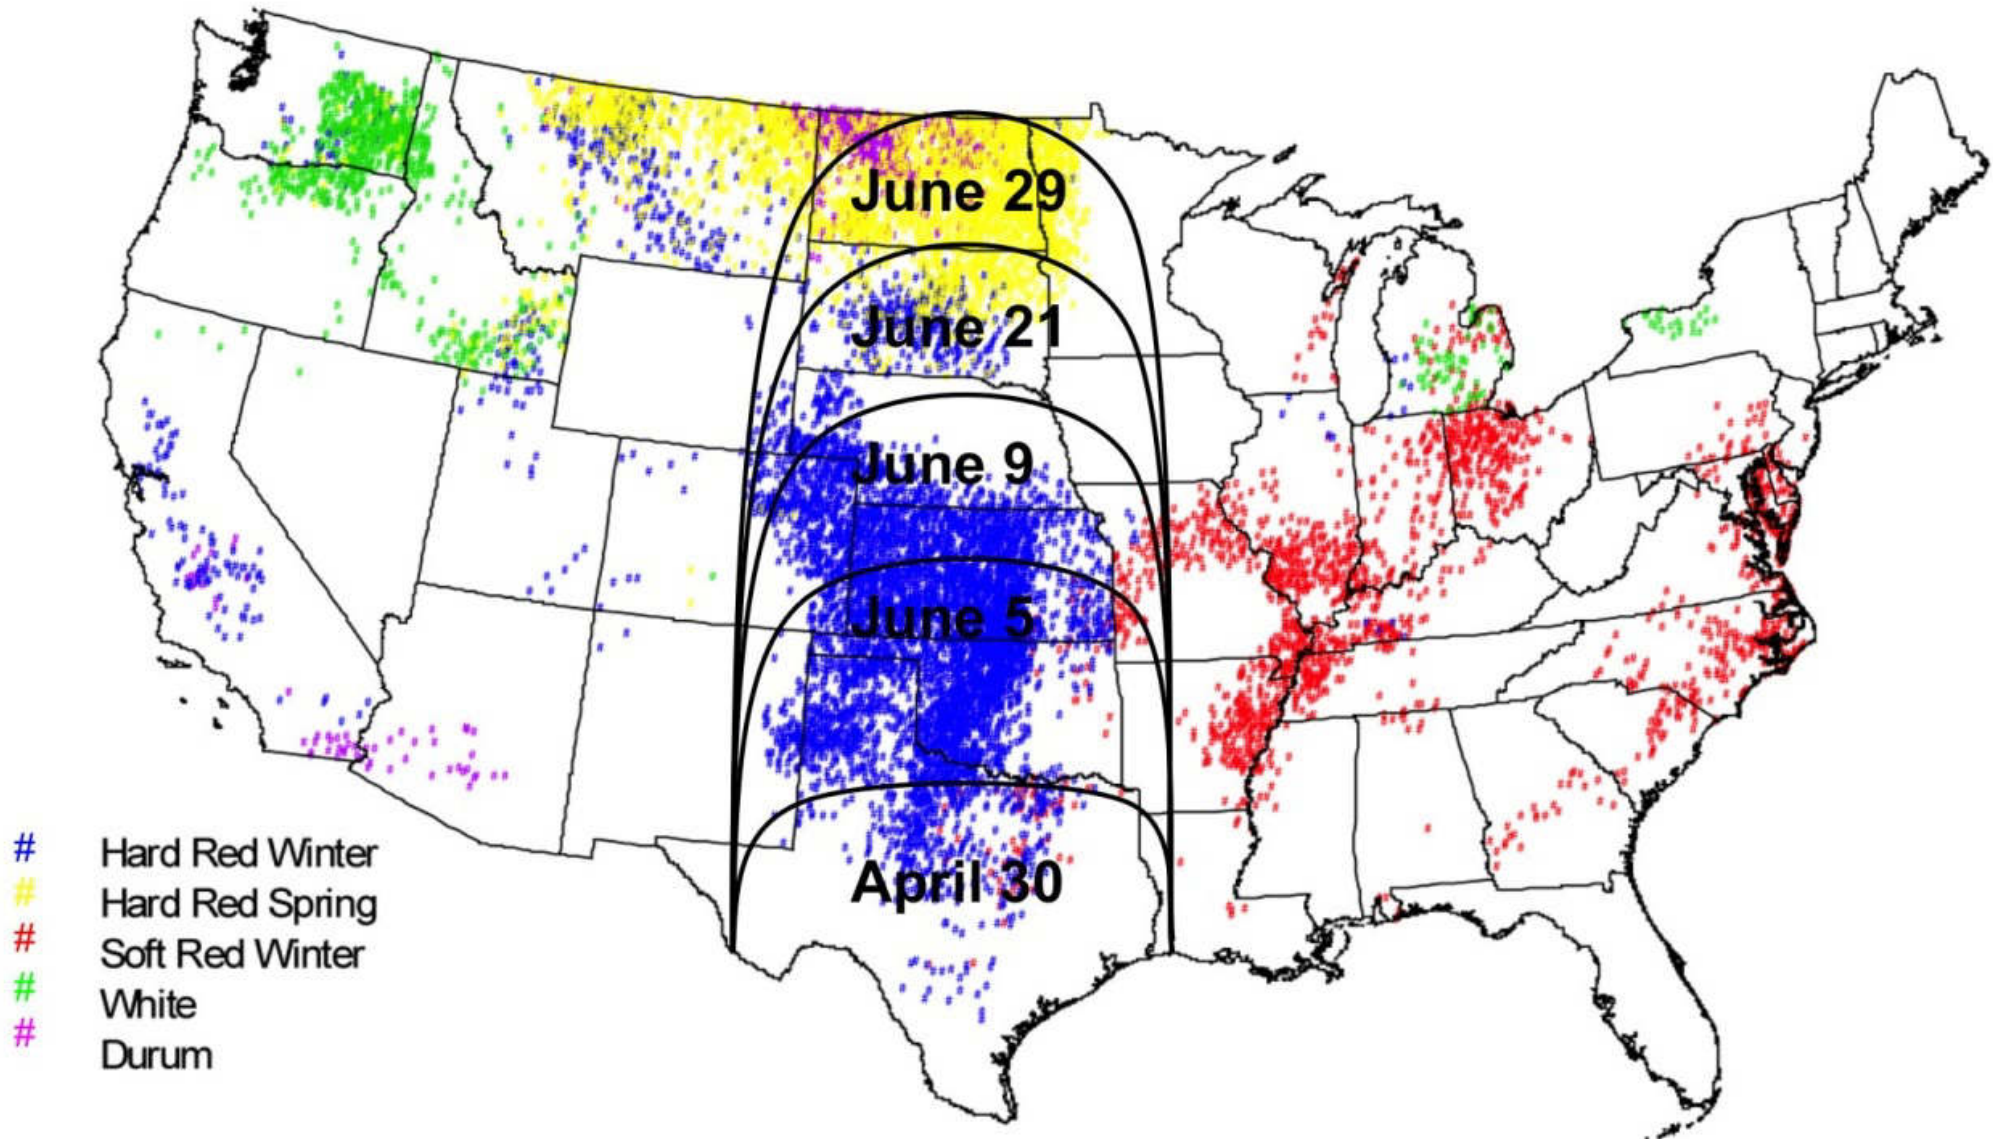 June 29
June 21
June 9
June 5
April 30
# Hard Red Winter
# Hard Red Spring
# Soft Red Winter
# White
# Durum